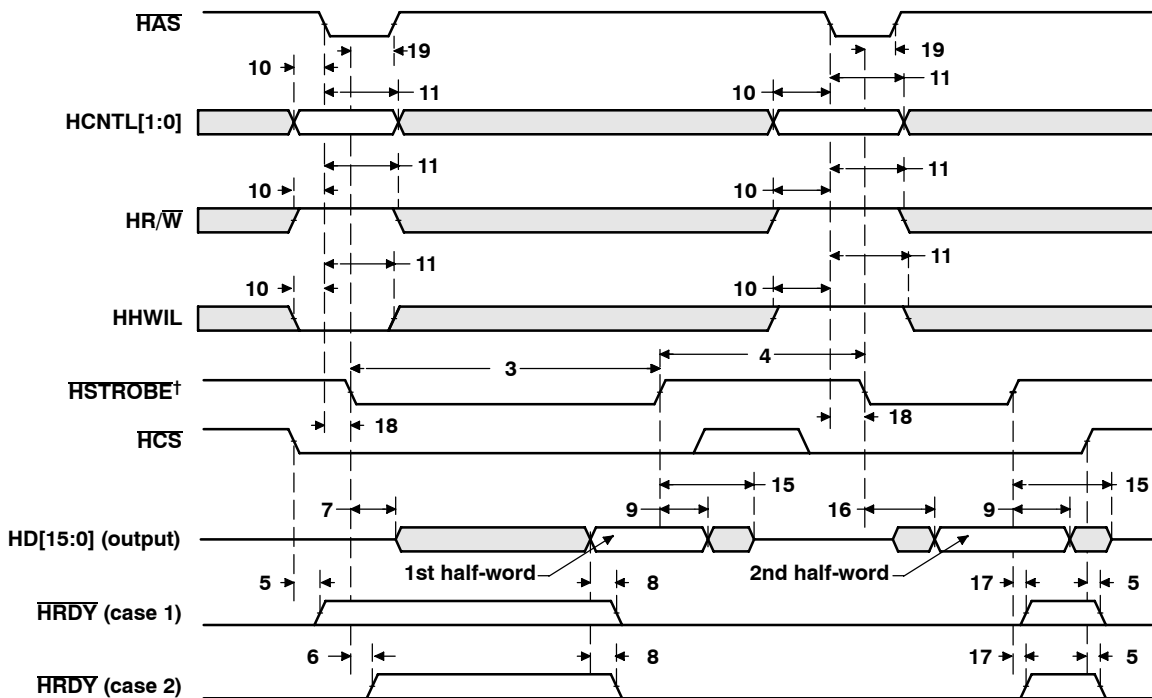 HAS
19
19
10
11
11
10
HCNTL[1:0]
11
11
10
10
HR/W
11
11
10
10
HHWIL
4
3
HSTROBE†
18
18
HCS
15
15
7
9
16
9
HD[15:0] (output)
1st half-word
2nd half-word
5
8
17
5
HRDY (case 1)
6
8
17
5
HRDY (case 2)